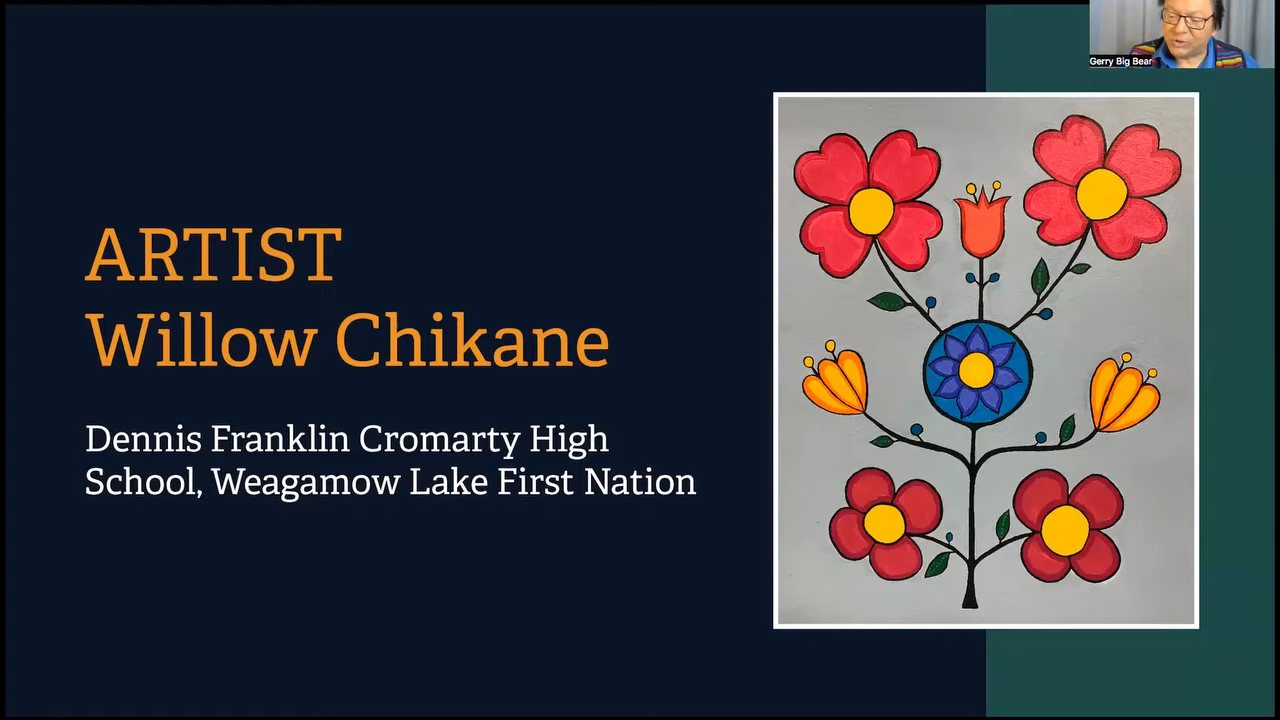 Gerry Big Bear
ARTIST
Willow Chikane
Dennis Franklin Cromarty High
School, Weagamow Lake First Nation